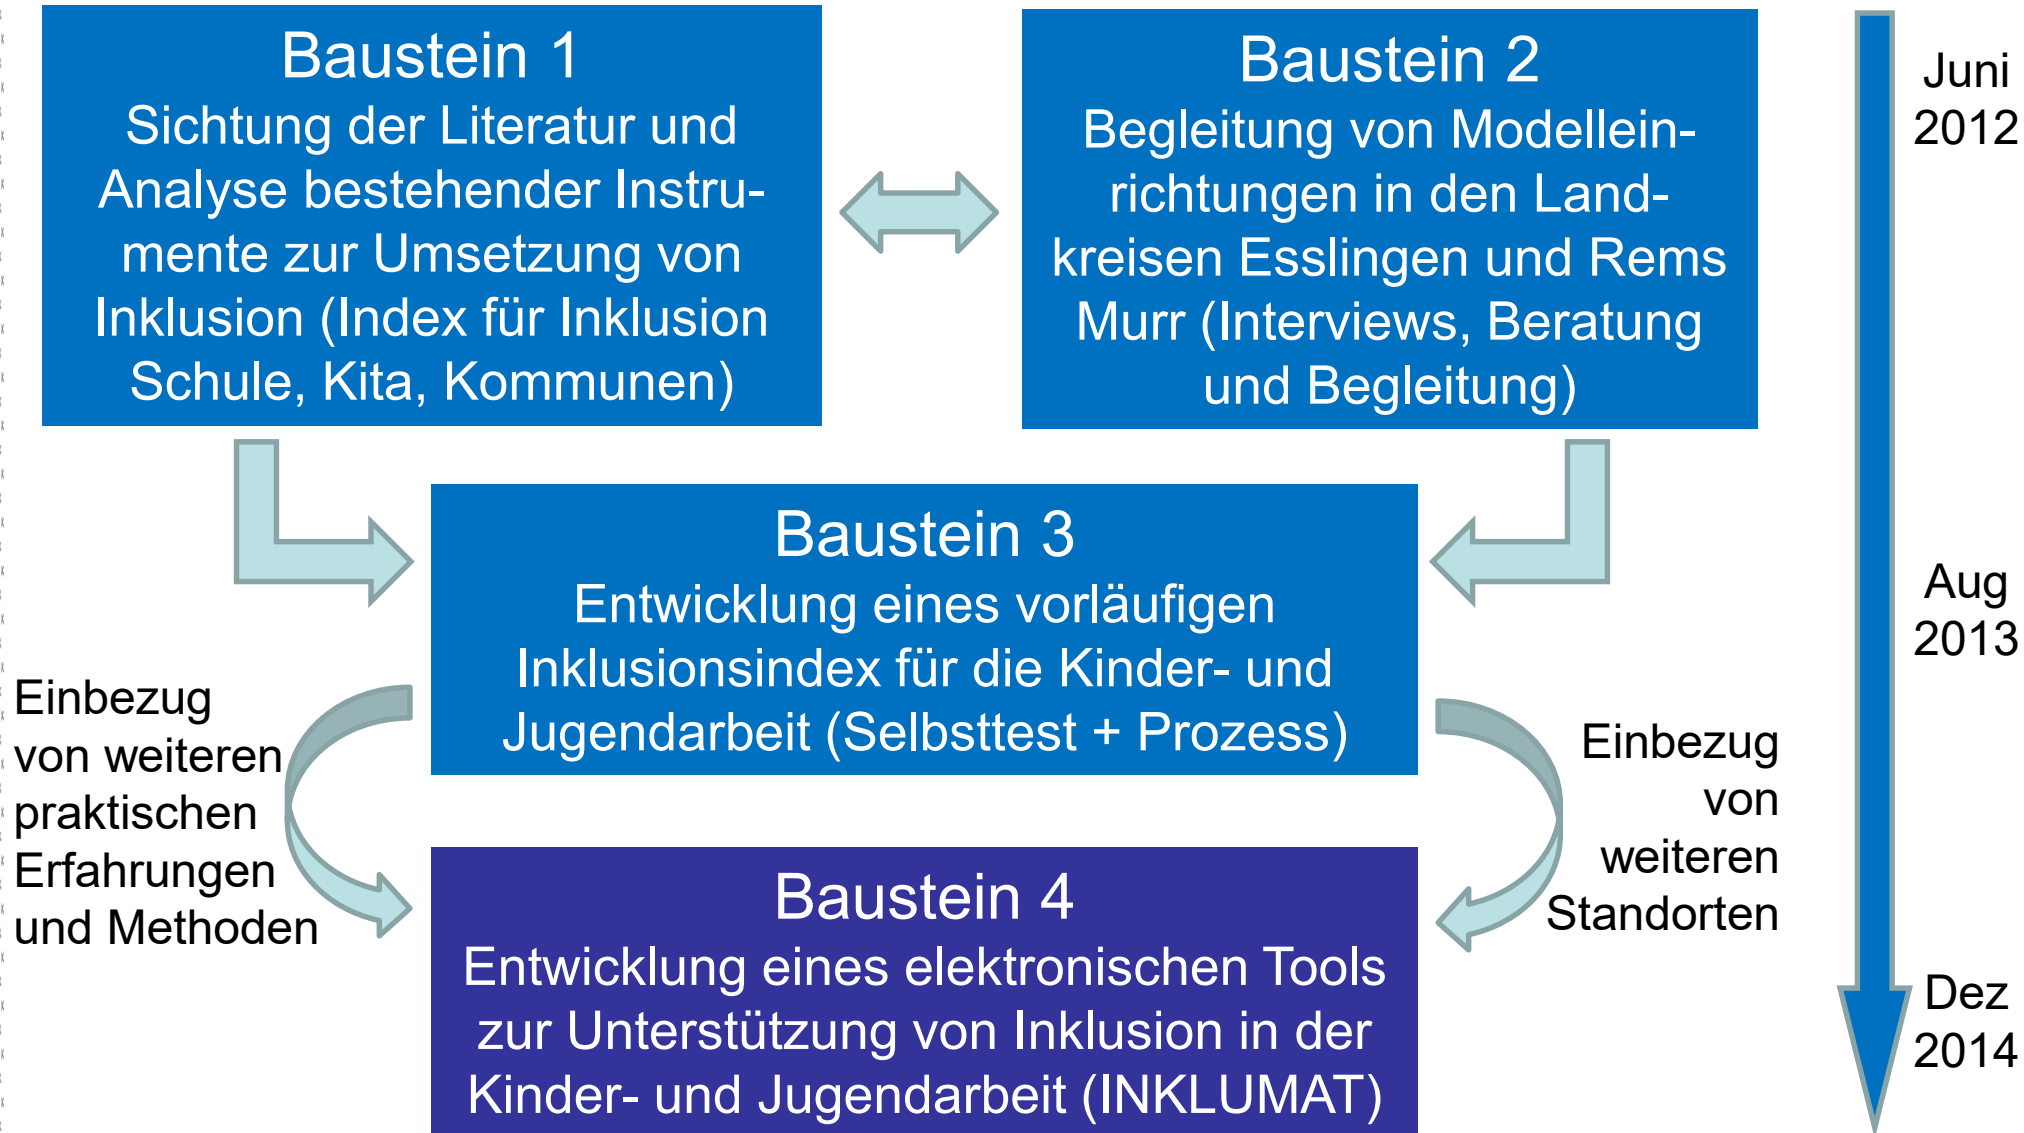 Baustein 1
Sichtung der Literatur und
Analyse bestehender Instru-
mente zur Umsetzung von
Inklusion (Index für Inklusion
Schule, Kita, Kommunen)
Baustein 2
Begleitung von Modellein-
richtungen in den Land-
kreisen Esslingen und Rems
Murr (Interviews, Beratung
und Begleitung)
Juni
2012
Baustein 3
Entwicklung eines vorläufigen
Inklusionsindex für die Kinder- und
Jugendarbeit (Selbsttest + Prozess)
Aug
2013
Einbezug
von weiteren
praktischen
Erfahrungen
und Methoden
Einbezug
von
weiteren
Standorten
Baustein 4
Entwicklung eines elektronischen Tools
zur Unterstützung von Inklusion in der
Kinder- und Jugendarbeit (INKLUMAT)
Dez
2014